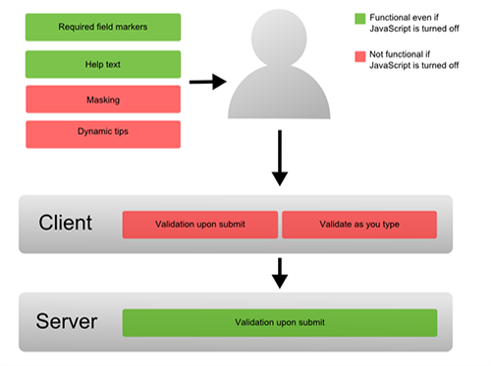 Required field markers
Help text
Masking
Dynamic tips
Functional even if
JavaScript is turned off
Not functional if
JavaScript is turned off
Client
Validation upon submit
Validate as you type
Server
Validation upon submit